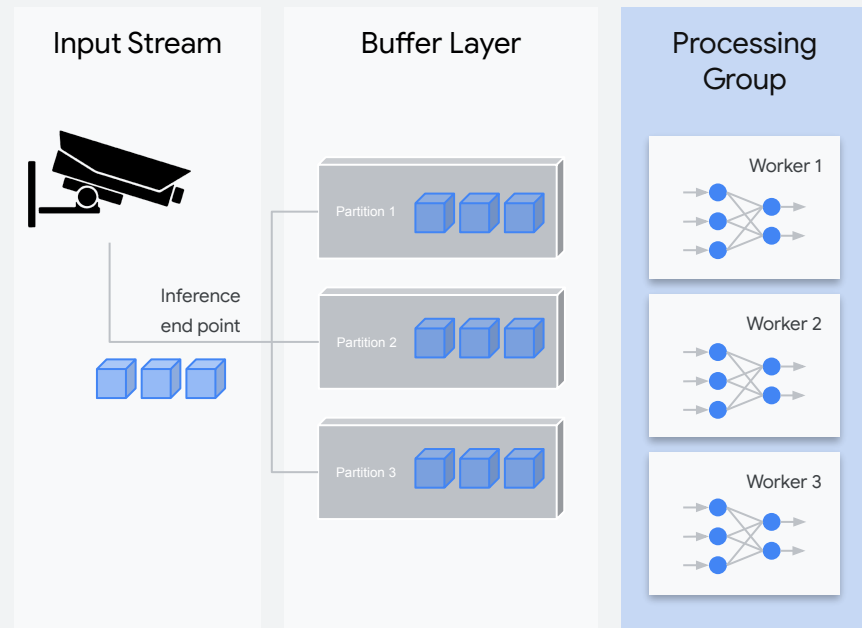 Input Stream
Buffer Layer
Processing
Group
Inference
end point
Partition 1
Partition 2
Partition 3
Worker 1
Worker 2
Worker 3